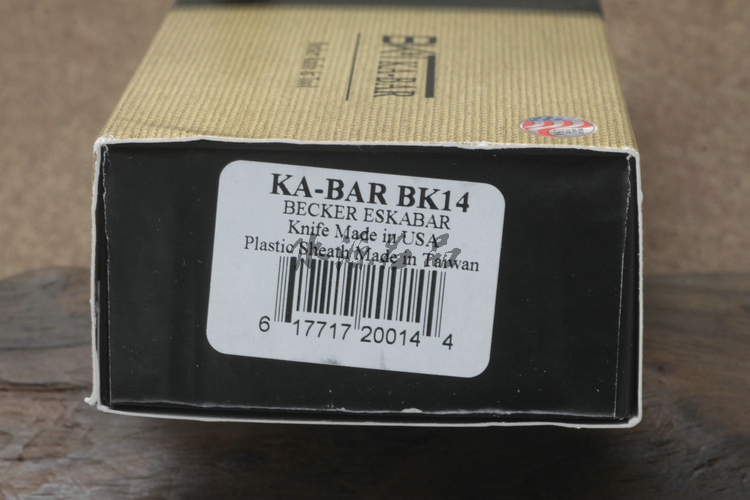 KA-BAR
KA-BAR BK14
BECKER ESKABAR
Knife Made in USA
Plastic Sheath Made in Taiwan
6 17717 20014 4